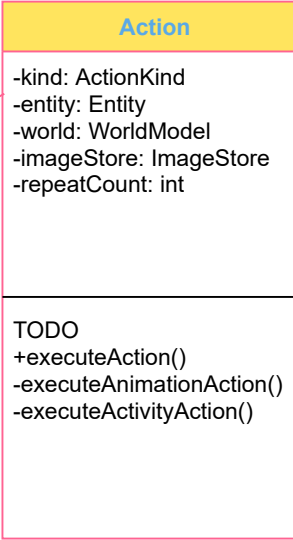 Action
-kind: ActionKind
-entity: Entity
-world: WorldModel
-imageStore: ImageStore
-repeatCount: int
TODO
+executeAction()
-executeAnimationAction()
-executeActivityAction()